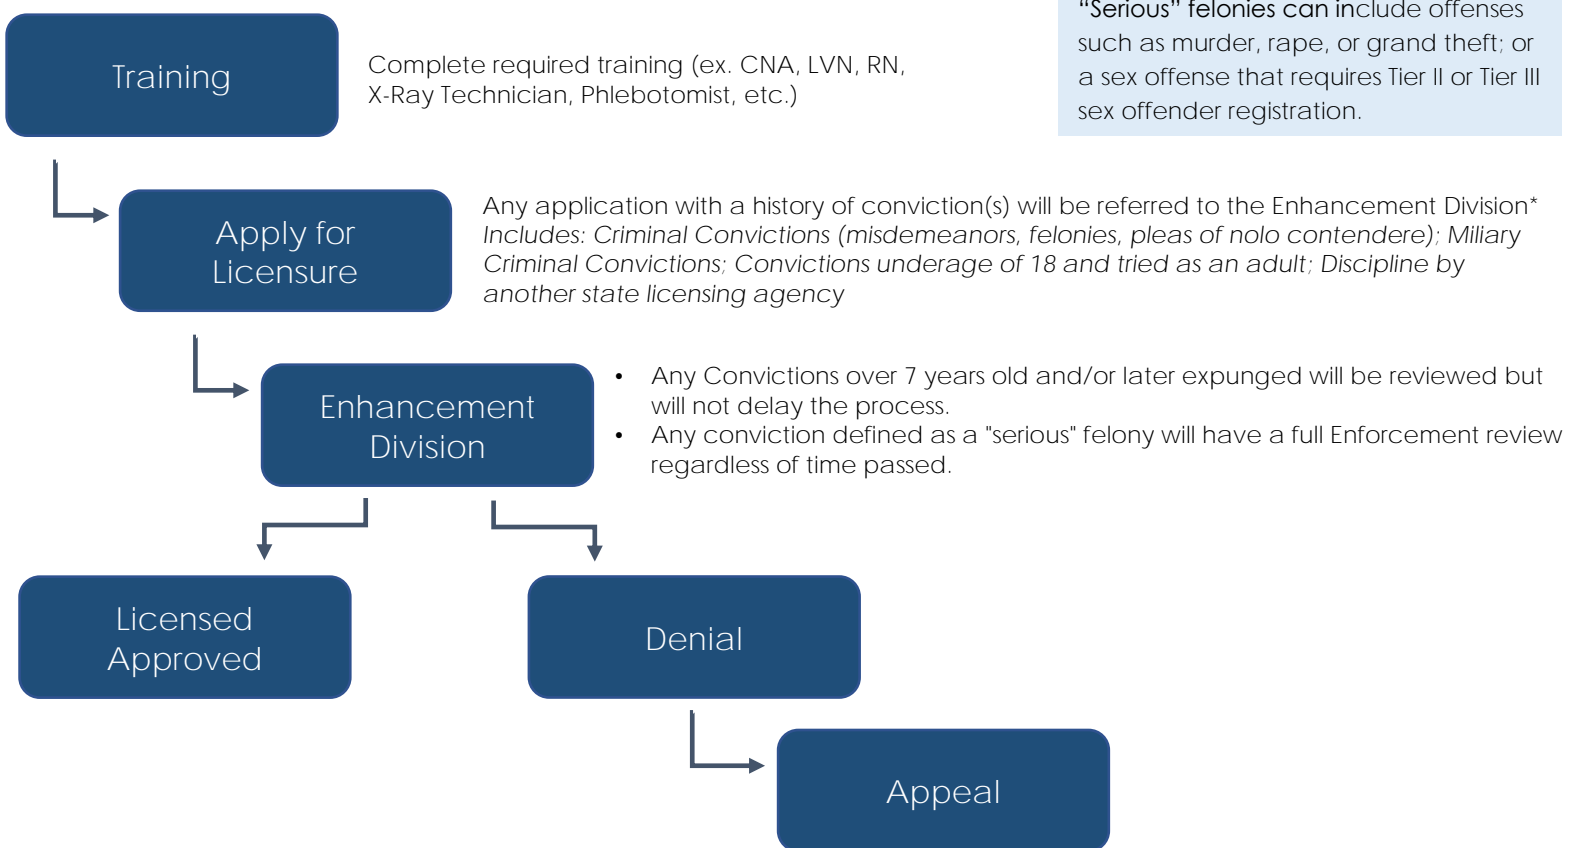 “Serious” felonies can include offenses
such as murder, rape, or grand theft; or
a sex offense that requires Tier II or Tier III
sex offender registration.
Training
Complete required training (ex. CNA, LVN, RN,
X-Ray Technician, Phlebotomist, etc.)
Apply for
Licensure
Any application with a history of conviction(s) will be referred to the Enhancement Division*
Includes: Criminal Convictions (misdemeanors, felonies, pleas of nolo contendere); Miliary
Criminal Convictions; Convictions underage of 18 and tried as an adult; Discipline by
another state licensing agency
Enhancement
Division
• Any Convictions over 7 years old and/or later expunged will be reviewed but
will not delay the process.
• Any conviction defined as a "serious" felony will have a full Enforcement review
regardless of time passed.
Licensed
Approved
Denial
Appeal